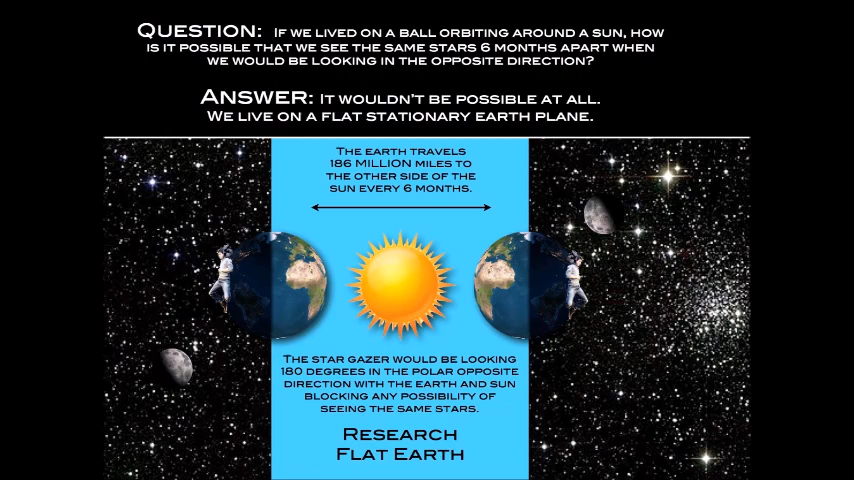 QUESTION: IF WE LIVED ON A BALL ORBITING AROUND A SUN, HOW
IS IT POSSIBLE THAT WE SEE THE SAME STARS 6 MONTHS APART WHEN
WE WOULD BE LOOKING IN THE OPPOSITE DIRECTION?
ANSWER: IT WOULDN'T BE POSSIBLE AT ALL.
WE LIVE ON A FLAT STATIONARY EARTH PLANE.
THE EARTH TRAVELS
186 MILLION MILES TO
THE OTHER SIDE OF THE
SUN EVERY 6 MONTHS.
THE STAR GAZER WOULD BE LOOKING
180 DEGREES IN THE POLAR OPPOSITE
DIRECTION WITH THE EARTH AND SUN
BLOCKING ANY POSSIBILITY OF
SEEING THE SAME STARS.
RESEARCH
FLAT EARTH